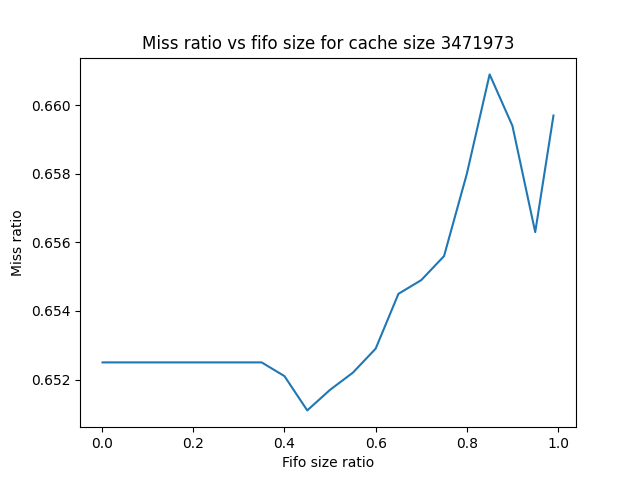 Miss ratio vs fifo size for cache size 3471973
0.660
0.658
0.656
0.654
0.652
Miss ratio
0.0 0.2 0.4 0.6 0.8 1.0
Fifo size ratio